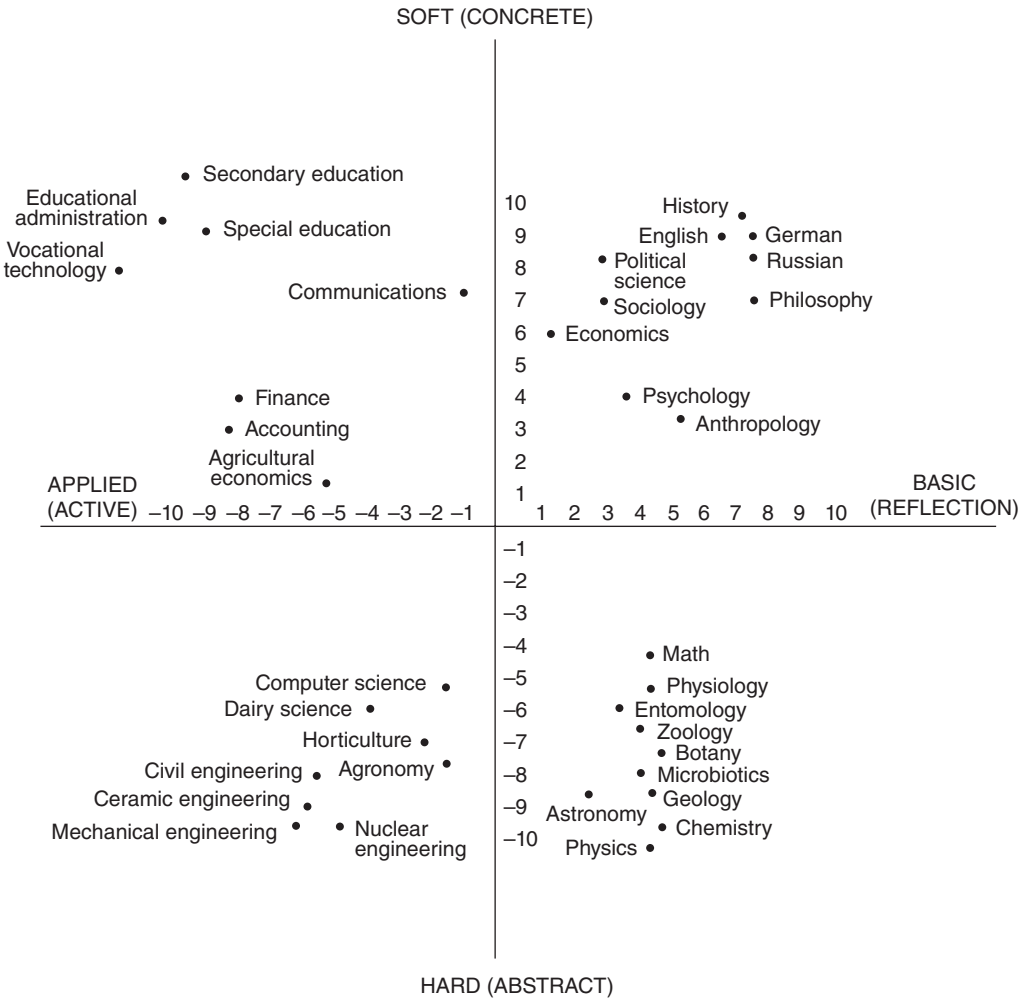 SOFT (CONCRETE)
Secondary education
Educational
administration
Special education
Vocational
technology
Communications
10
9
8
7
6
5
4
3
2
1
History
English
German
Political
science
Russian
Sociology
Philosophy
Economics
Psychology
Anthropology
Finance
Accounting
Agricultural
economics
APPLIED
(ACTIVE)
–10 –9 –8 –7 –6 –5 –4 –3 –2 –1
1 2 3 4 5 6 7 8 9 10
BASIC
(REFLECTION)
–1
–2
–3
–4
–5
–6
–7
–8
–9
–10
Computer science
Dairy science
Horticulture
Civil engineering
Agronomy
Ceramic engineering
Mechanical engineering
Nuclear
engineering
Math
Physiology
Entomology
Zoology
Botany
Microbiotics
Geology
Astronomy
Chemistry
Physics
HARD (ABSTRACT)